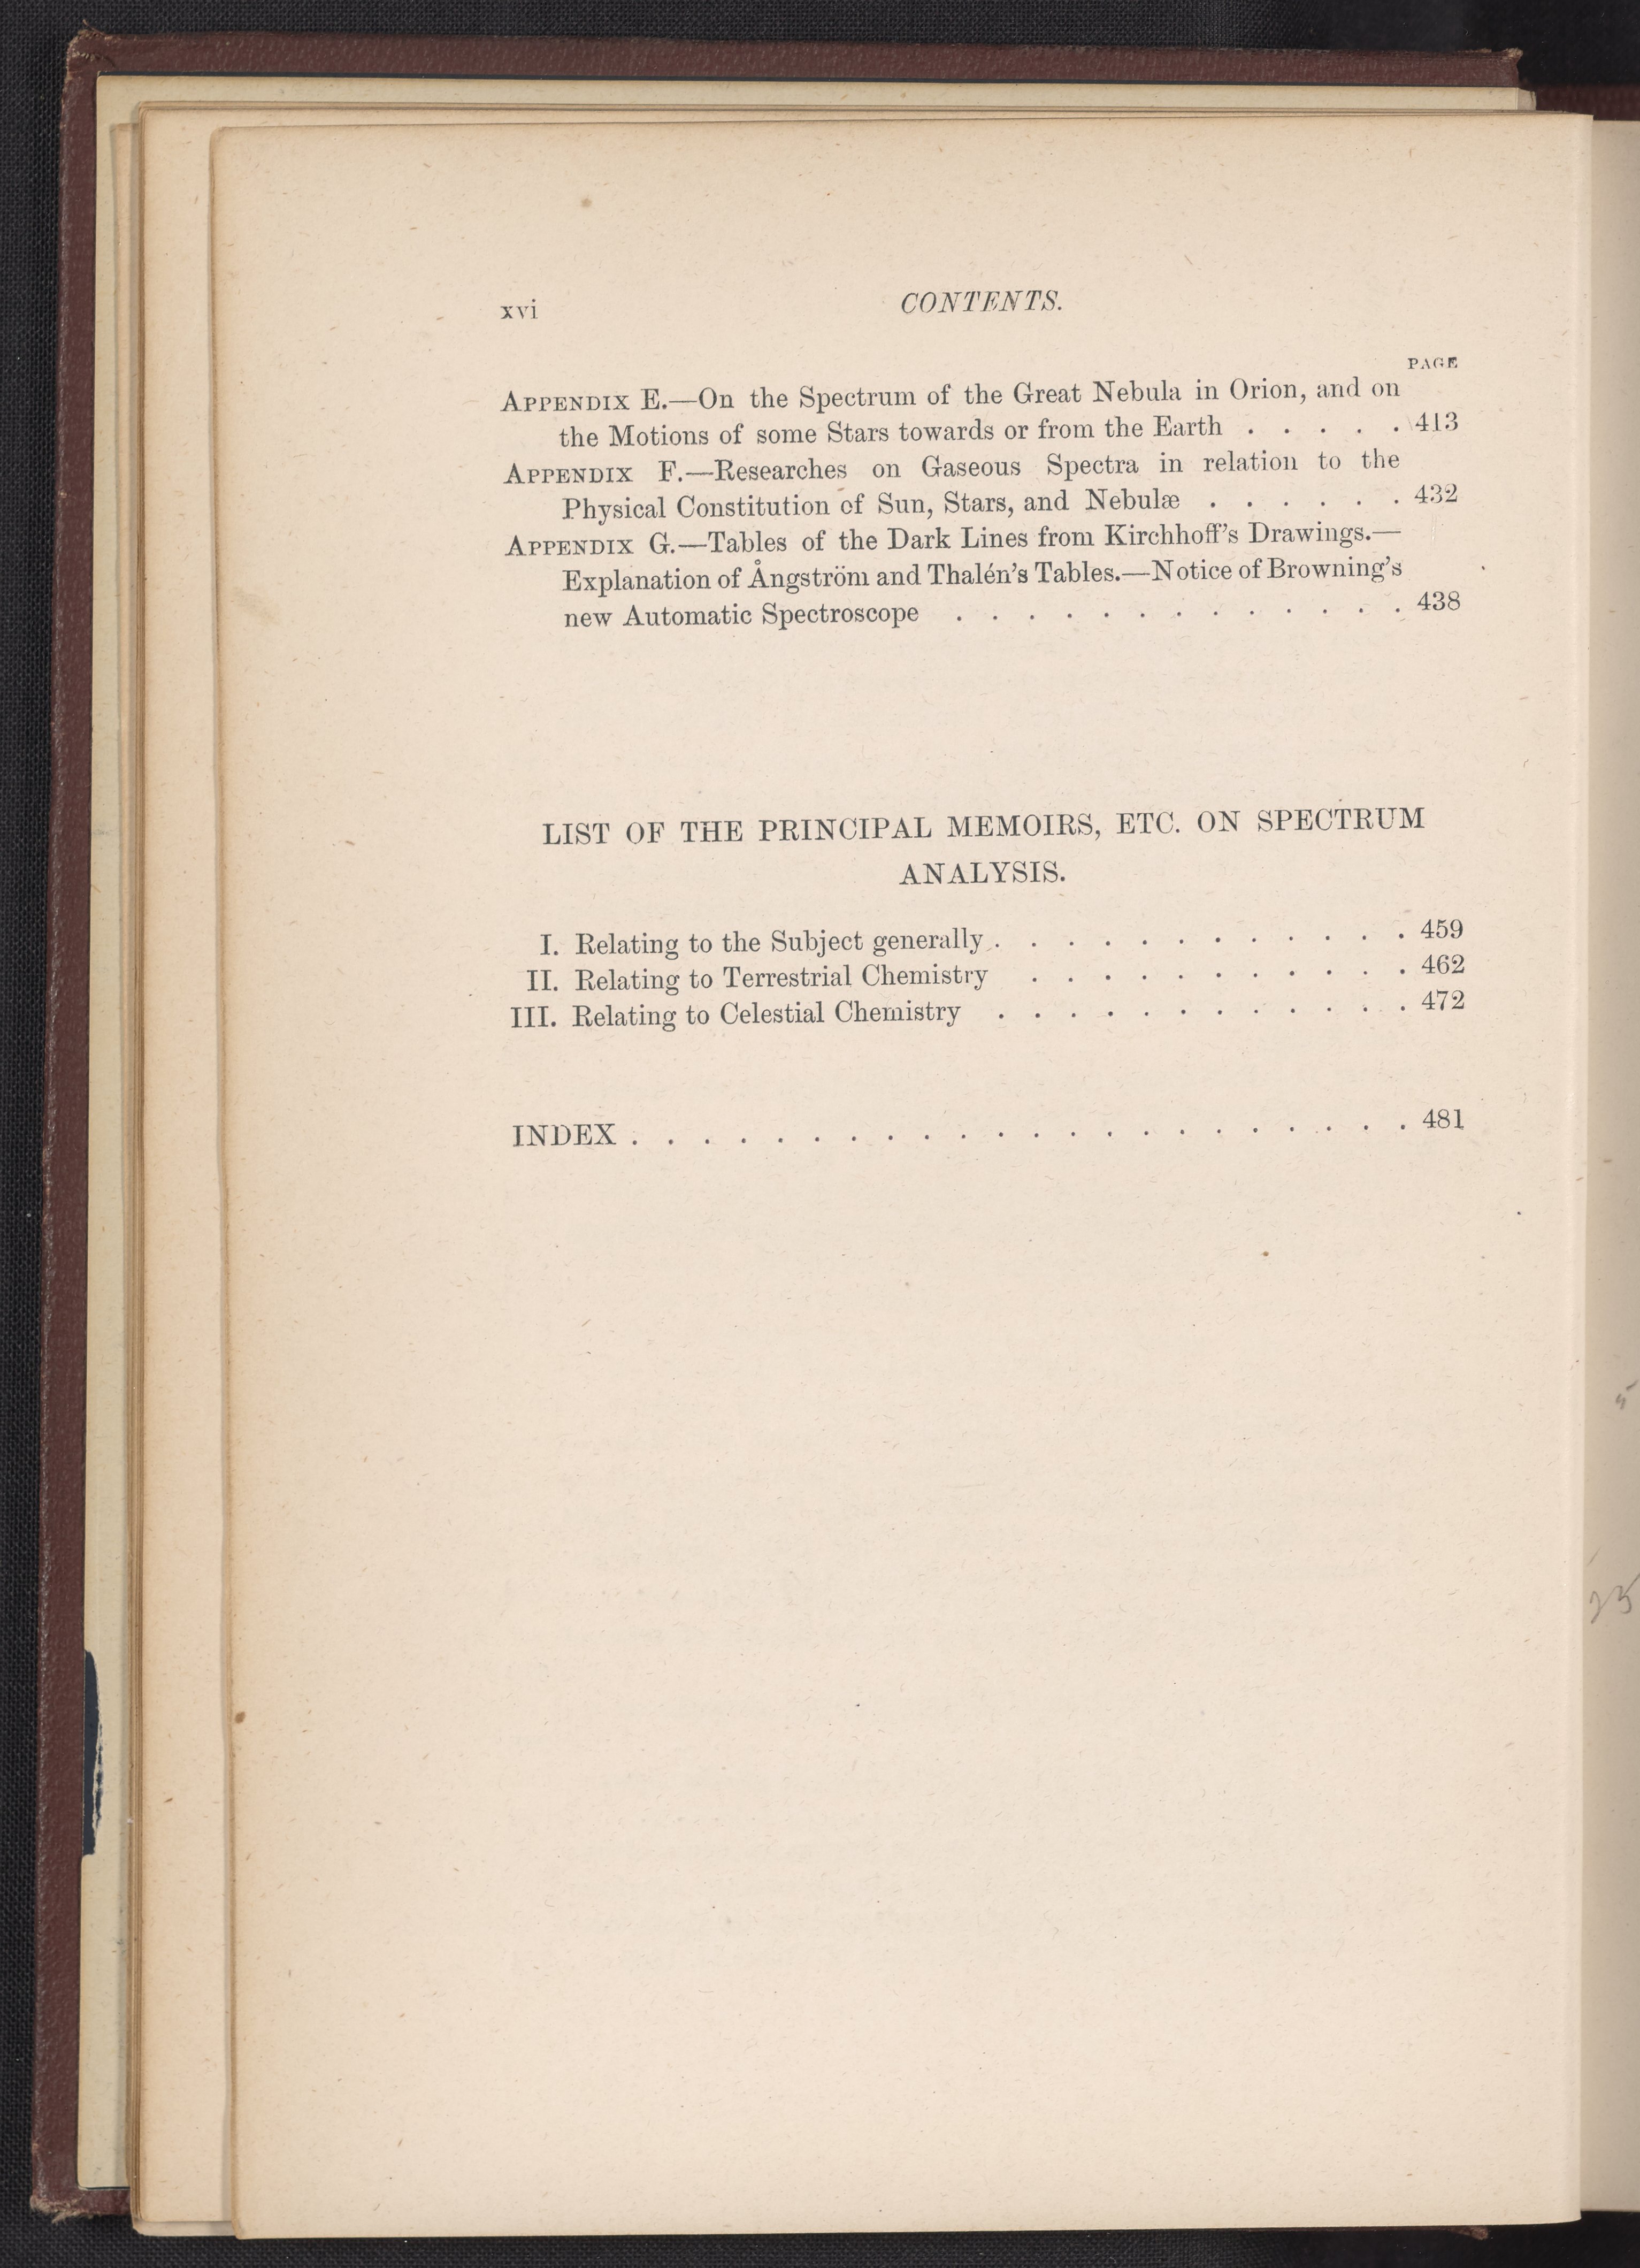 xvi CONTENTS.
PAGE
APPENDIX E.—On the Spectrum of the Great Nebula in Orion, and on
the Motions of some Stars towards or from the Earth . . . . . 413
APPENDIX F.—Researches on Gaseous Spectra in relation to the
Physical Constitution of Sun, Stars, and Nebulæ . . . . . . 432
APPENDIX G.—Tables of the Dark Lines from Kirchhoff's Drawings.—
Explanation of Ångström and Thalén's Tables.—Notice of Browning's
new Automatic Spectroscope . . . . . . . . . . . . . 438
LIST OF THE PRINCIPAL MEMOIRS, ETC. ON SPECTRUM
ANALYSIS.
I. Relating to the Subject generally . . . . . . . . . . . . 459
II. Relating to Terrestrial Chemistry . . . . . . . . . . . 462
III. Relating to Celestial Chemistry . . . . . . . . . . . . 472
INDEX . . . . . . . . . . . . . . . . . . . . . . 481